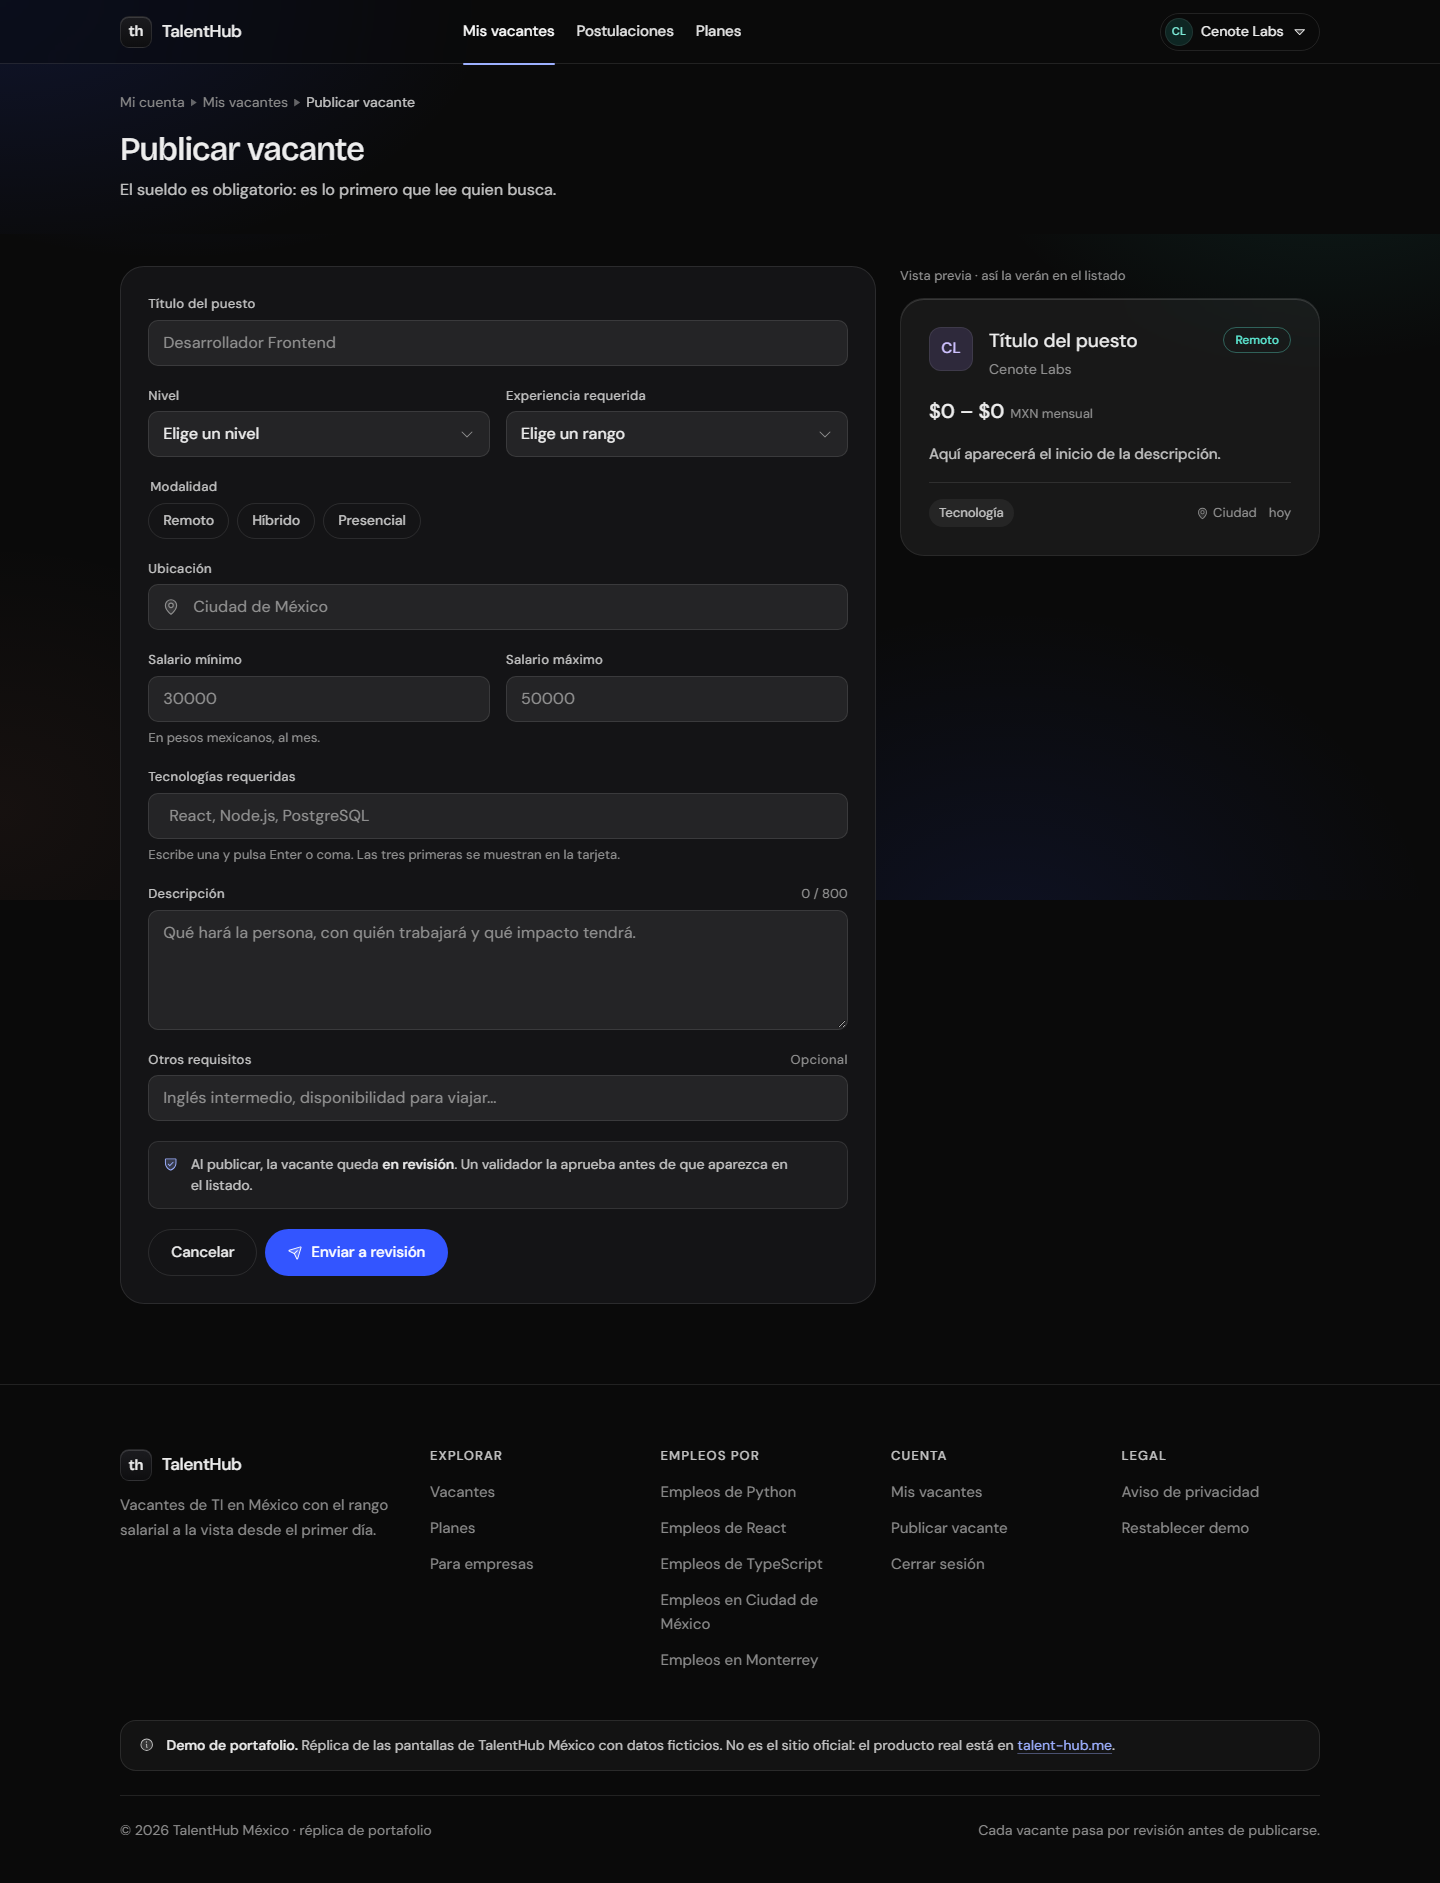 th TalentHub
Mis vacantes Postulaciones Planes
CL Cenote Labs
Mi cuenta Mis vacantes Publicar vacante
Publicar vacante
El sueldo es obligatorio: es lo primero que lee quien busca.
Título del puesto
Desarrollador Frontend
Nivel Experiencia requerida
Elige un nivel Elige un rango
Modalidad
Remoto Híbrido Presencial
Ubicación
Ciudad de México
Salario mínimo Salario máximo
30000 50000
En pesos mexicanos, al mes.
Tecnologías requeridas
React, Node.js, PostgreSQL
Escribe una y pulsa Enter o coma. Las tres primeras se muestran en la tarjeta.
Descripción 0 / 800
Qué hará la persona, con quién trabajará y qué impacto tendrá.
Otros requisitos Opcional
Inglés intermedio, disponibilidad para viajar...
Al publicar, la vacante queda en revisión. Un validador la aprueba antes de que aparezca en
el listado.
Cancelar Enviar a revisión
Vista previa · así la verán en el listado
CL Título del puesto Remoto
Cenote Labs
$0 – $0 MXN mensual
Aquí aparecerá el inicio de la descripción.
Tecnología Ciudad hoy
th TalentHub
Vacantes de TI en México con el rango
salarial a la vista desde el primer día.
EXPLORAR
Vacantes
Planes
Para empresas
EMPLEOS POR
Empleos de Python
Empleos de React
Empleos de TypeScript
Empleos en Ciudad de
México
Empleos en Monterrey
CUENTA
Mis vacantes
Publicar vacante
Cerrar sesión
LEGAL
Aviso de privacidad
Restablecer demo
Demo de portafolio. Réplica de las pantallas de TalentHub México con datos ficticios. No es el sitio oficial: el producto real está en talent-hub.me.
© 2026 TalentHub México · réplica de portafolio
Cada vacante pasa por revisión antes de publicarse.